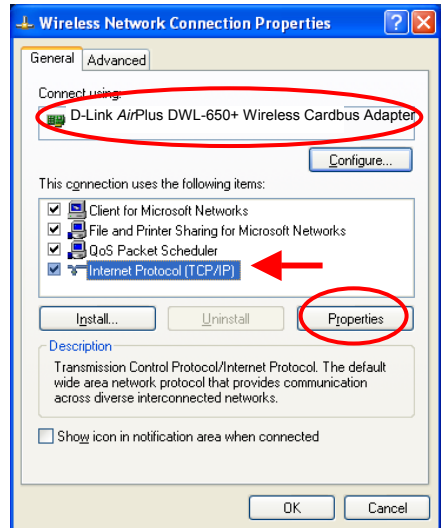 Wireless Network Connection Properties
General Advanced
Connect using:
D-Link AirPlus DWL-650+ Wireless Cardbus Adapter
Configure...
This connection uses the following items:
Client for Microsoft Networks
File and Printer Sharing for Microsoft Networks
QoS Packet Scheduler
Internet Protocol (TCP/IP)
Install... Uninstall Properties
Description
Transmission Control Protocol/Internet Protocol. The default
wide area network protocol that provides communication
across diverse interconnected networks.
Show icon in notification area when connected
OK Cancel